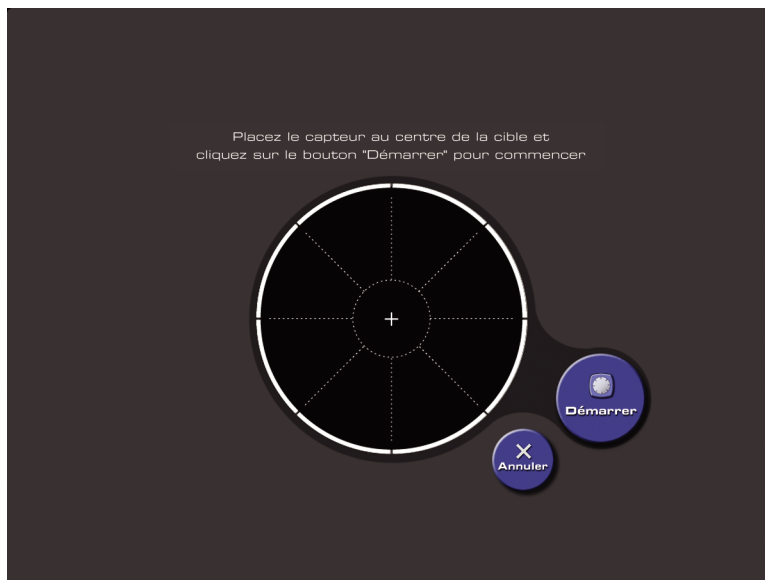 Placez le capteur au centre de la cible et
cliquez sur le bouton "Démarrer" pour commencer
Démarrer
Annuler